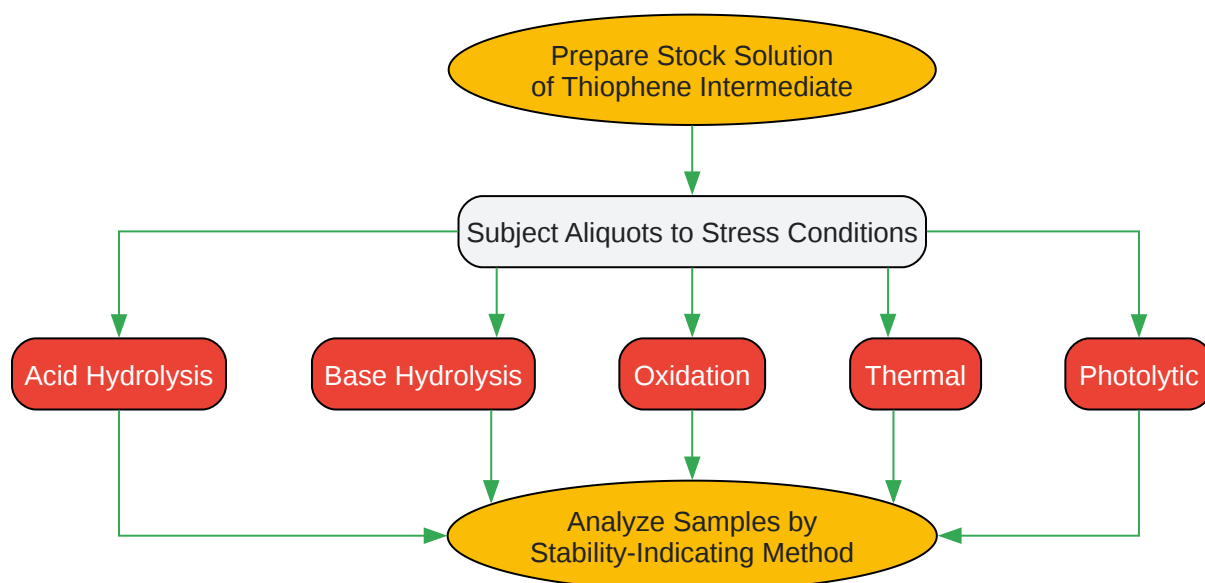 Prepare Stock Solution
of Thiophene Intermediate
Subject Aliquots to Stress Conditions
Acid Hydrolysis
Base Hydrolysis
Oxidation
Thermal
Photolytic
Analyze Samples by
Stability-Indicating Method